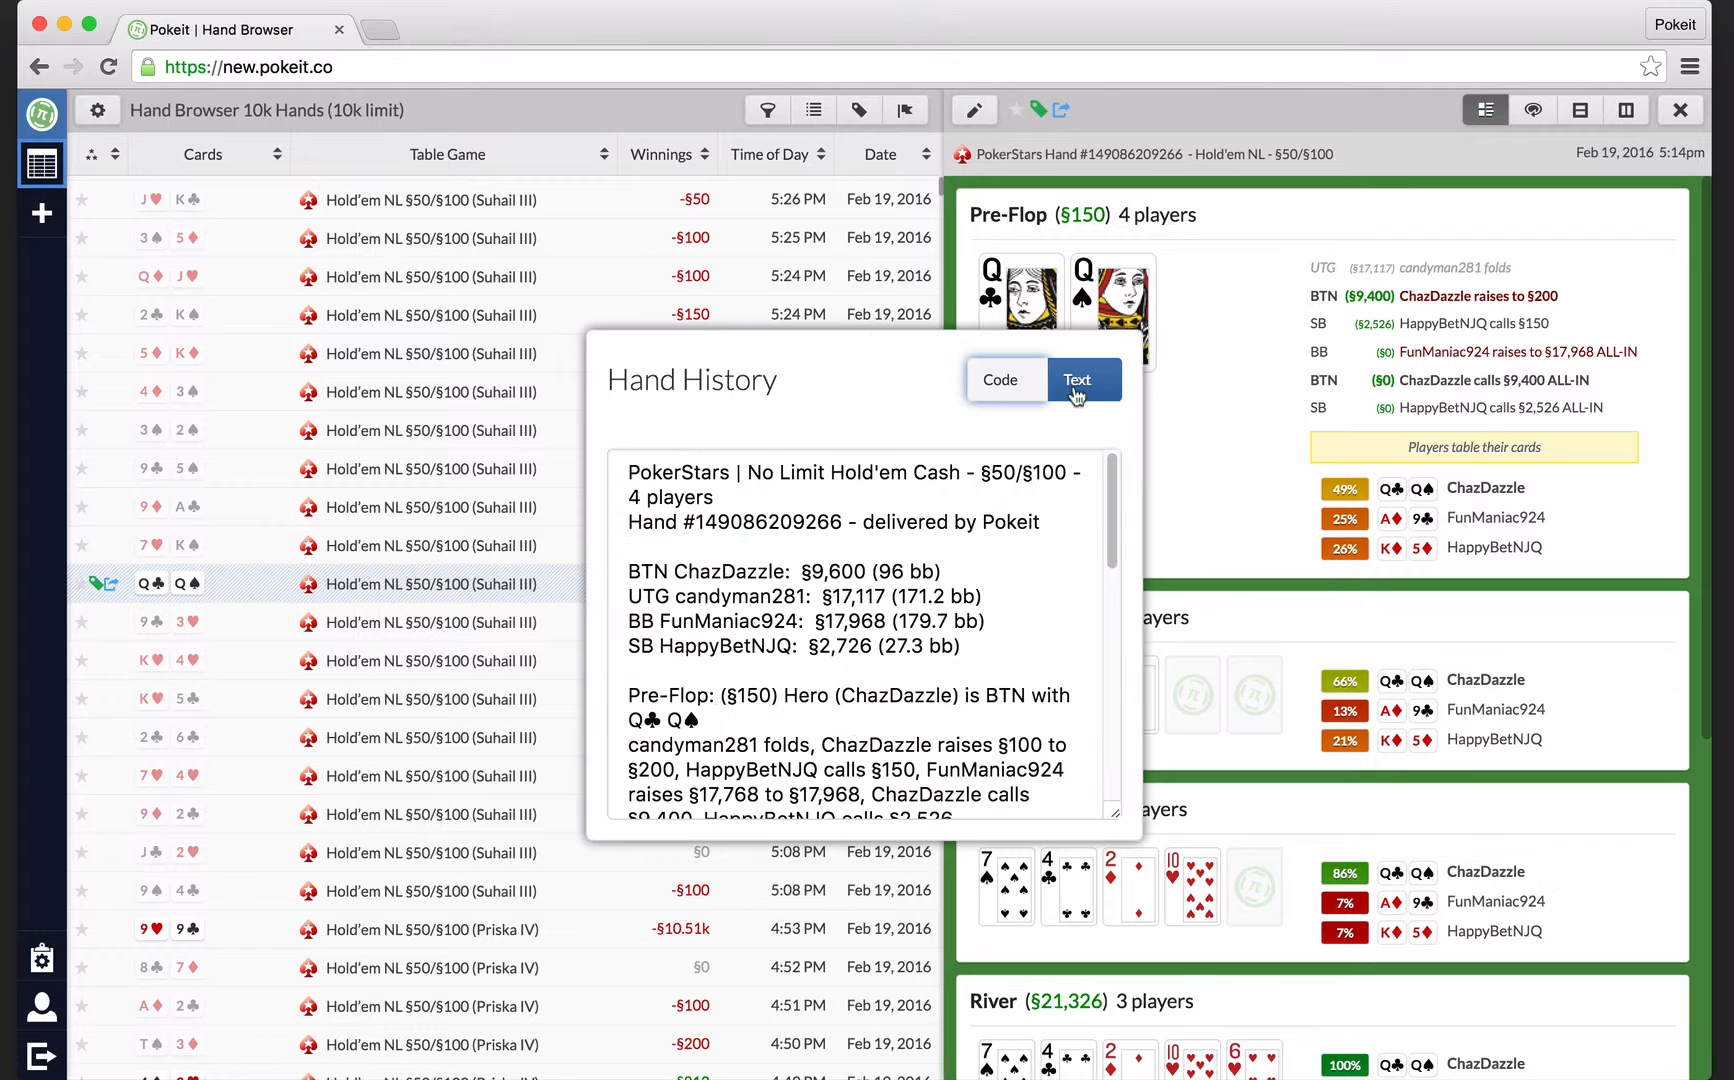 Pokeit | Hand Browser
Pokeit
https://new.pokeit.co
Hand Browser 10k Hands (10k limit)
Cards Table Game Winnings Time of Day Date
J♥ K♣ Hold'em NL §50/§100 (Suhail III) -§50 5:26 PM Feb 19, 2016
3♠ 5♦ Hold'em NL §50/§100 (Suhail III) -§100 5:25 PM Feb 19, 2016
Q♦ J♥ Hold'em NL §50/§100 (Suhail III) -§100 5:24 PM Feb 19, 2016
2♣ K♠ Hold'em NL §50/§100 (Suhail III) -§150 5:24 PM Feb 19, 2016
5♦ K♦ Hold'em NL §50/§100 (Suhail III)
4♦ 3♠ Hold'em NL §50/§100 (Suhail III)
3♠ 2♠ Hold'em NL §50/§100 (Suhail III)
9♣ 5♠ Hold'em NL §50/§100 (Suhail III)
9♦ A♣ Hold'em NL §50/§100 (Suhail III)
7♥ K♠ Hold'em NL §50/§100 (Suhail III)
Q♣ Q♠ Hold'em NL §50/§100 (Suhail III)
9♣ 3♥ Hold'em NL §50/§100 (Suhail III)
K♥ 4♥ Hold'em NL §50/§100 (Suhail III)
K♥ 5♣ Hold'em NL §50/§100 (Suhail III)
2♣ 6♣ Hold'em NL §50/§100 (Suhail III)
7♥ 4♥ Hold'em NL §50/§100 (Suhail III)
9♦ 2♣ Hold'em NL §50/§100 (Suhail III)
J♣ 2♥ Hold'em NL §50/§100 (Suhail III) §0 5:08 PM Feb 19, 2016
9♠ 4♣ Hold'em NL §50/§100 (Suhail III) -§100 5:08 PM Feb 19, 2016
9♥ 9♣ Hold'em NL §50/§100 (Priska IV) -§10.51k 4:53 PM Feb 19, 2016
8♣ 7♦ Hold'em NL §50/§100 (Priska IV) §0 4:52 PM Feb 19, 2016
A♦ 2♣ Hold'em NL §50/§100 (Priska IV) -§100 4:51 PM Feb 19, 2016
T♠ 3♦ Hold'em NL §50/§100 (Priska IV) -§200 4:50 PM Feb 19, 2016
Hand History
Code Text
PokerStars | No Limit Hold'em Cash - §50/§100 -
4 players
Hand #149086209266 - delivered by Pokeit
BTN ChazDazzle: §9,600 (96 bb)
UTG candyman281: §17,117 (171.2 bb)
BB FunManiac924: §17,968 (179.7 bb)
SB HappyBetNJQ: §2,726 (27.3 bb)
Pre-Flop: (§150) Hero (ChazDazzle) is BTN with
Q♣ Q♠
candyman281 folds, ChazDazzle raises §100 to
§200, HappyBetNJQ calls §150, FunManiac924
raises §17,768 to §17,968, ChazDazzle calls
§9,400, HappyBetNJQ calls §2,526
PokerStars Hand #149086209266 - Hold'em NL - §50/§100 Feb 19, 2016 5:14pm
Pre-Flop (§150) 4 players
Q♣ Q♠
UTG (§17,117) candyman281 folds
BTN (§9,400) ChazDazzle raises to §200
SB (§2,526) HappyBetNJQ calls §150
BB (§0) FunManiac924 raises to §17,968 ALL-IN
BTN (§0) ChazDazzle calls §9,400 ALL-IN
SB (§0) HappyBetNJQ calls §2,526 ALL-IN
Players table their cards
49% Q♣ Q♠ ChazDazzle
25% A♦ 9♣ FunManiac924
26% K♦ 5♦ HappyBetNJQ
ayers
66% Q♣ Q♠ ChazDazzle
13% A♦ 9♣ FunManiac924
21% K♦ 5♦ HappyBetNJQ
ayers
7♠ 4♣ 2♦ 10♥
86% Q♣ Q♠ ChazDazzle
7% A♦ 9♣ FunManiac924
7% K♦ 5♦ HappyBetNJQ
River (§21,326) 3 players
7♠ 4♣ 2♦ 10♥ 6♥
100% Q♣ Q♠ ChazDazzle